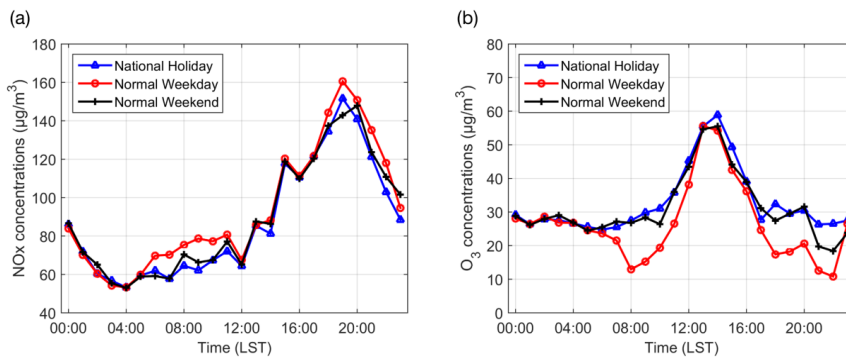 (a)
NOx concentrations (μg/m³)
180
160
140
120
100
80
60
40
National Holiday
Normal Weekday
Normal Weekend
00:00 04:00 08:00 12:00 16:00 20:00
Time (LST)
(b)
O₃ concentrations (μg/m³)
80
70
60
50
40
30
20
10
0
National Holiday
Normal Weekday
Normal Weekend
00:00 04:00 08:00 12:00 16:00 20:00
Time (LST)